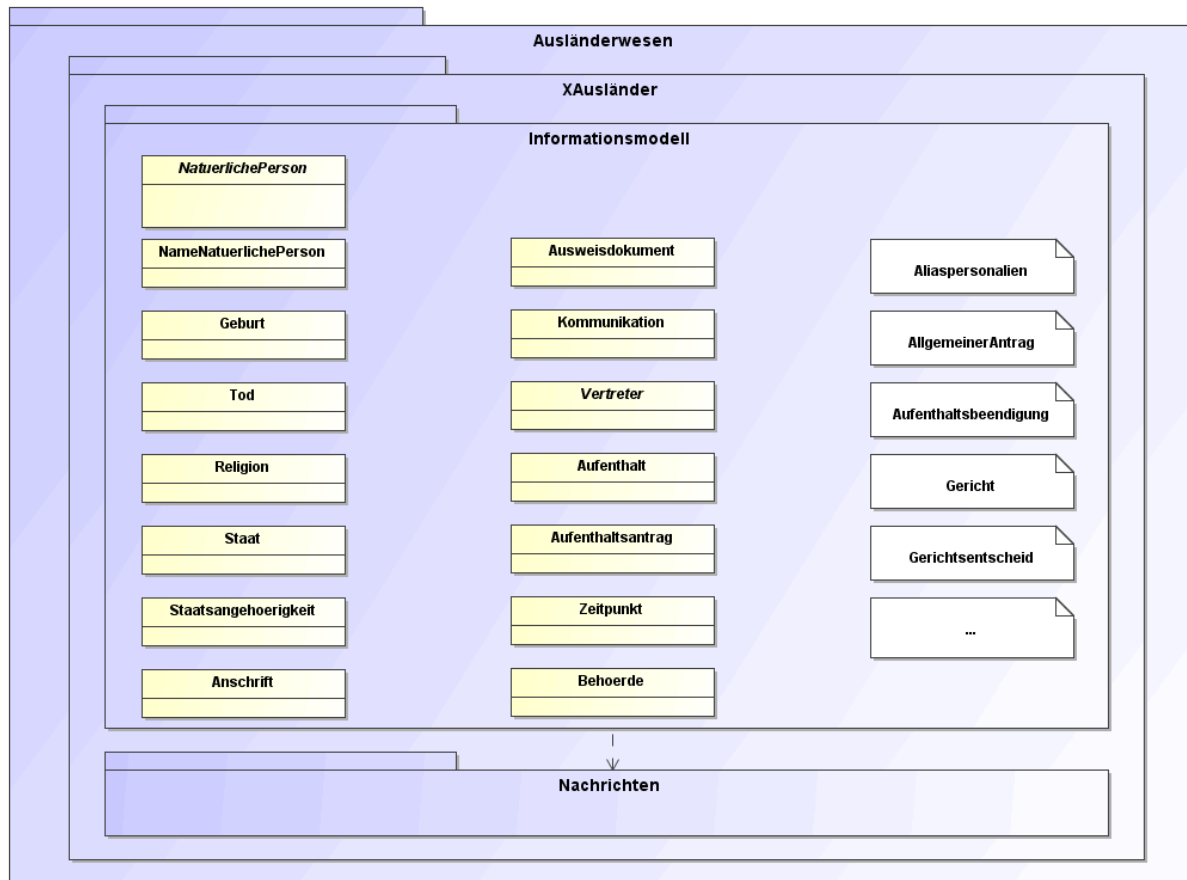 Ausländerwesen
XAusländer
Informationsmodell
NatuerlichePerson
NameNatuerlichePerson
Geburt
Tod
Religion
Staat
Staatsangehoerigkeit
Anschrift
Ausweisdokument
Kommunikation
Vertreter
Aufenthalt
Aufenthaltsantrag
Zeitpunkt
Behoerde
Aliaspersonalien
AllgemeinerAntrag
Aufenthaltsbeendigung
Gericht
Gerichtsentscheid
...
Nachrichten